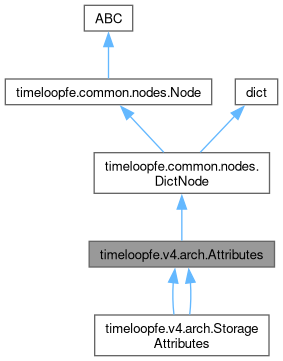 ABC
timeloopfe.common.nodes.Node
dict
timeloopfe.common.nodes.
DictNode
timeloopfe.v4.arch.Attributes
timeloopfe.v4.arch.Storage
Attributes